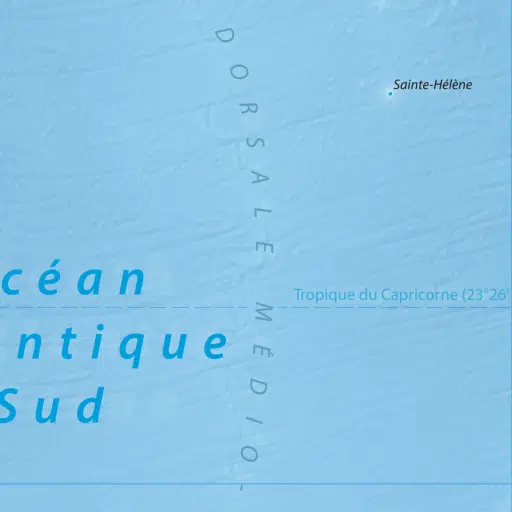 DORSALE MÉDIO-
Sainte-Hélène
céan
Tropique du Capricorne (23°26'
ntique
Sud